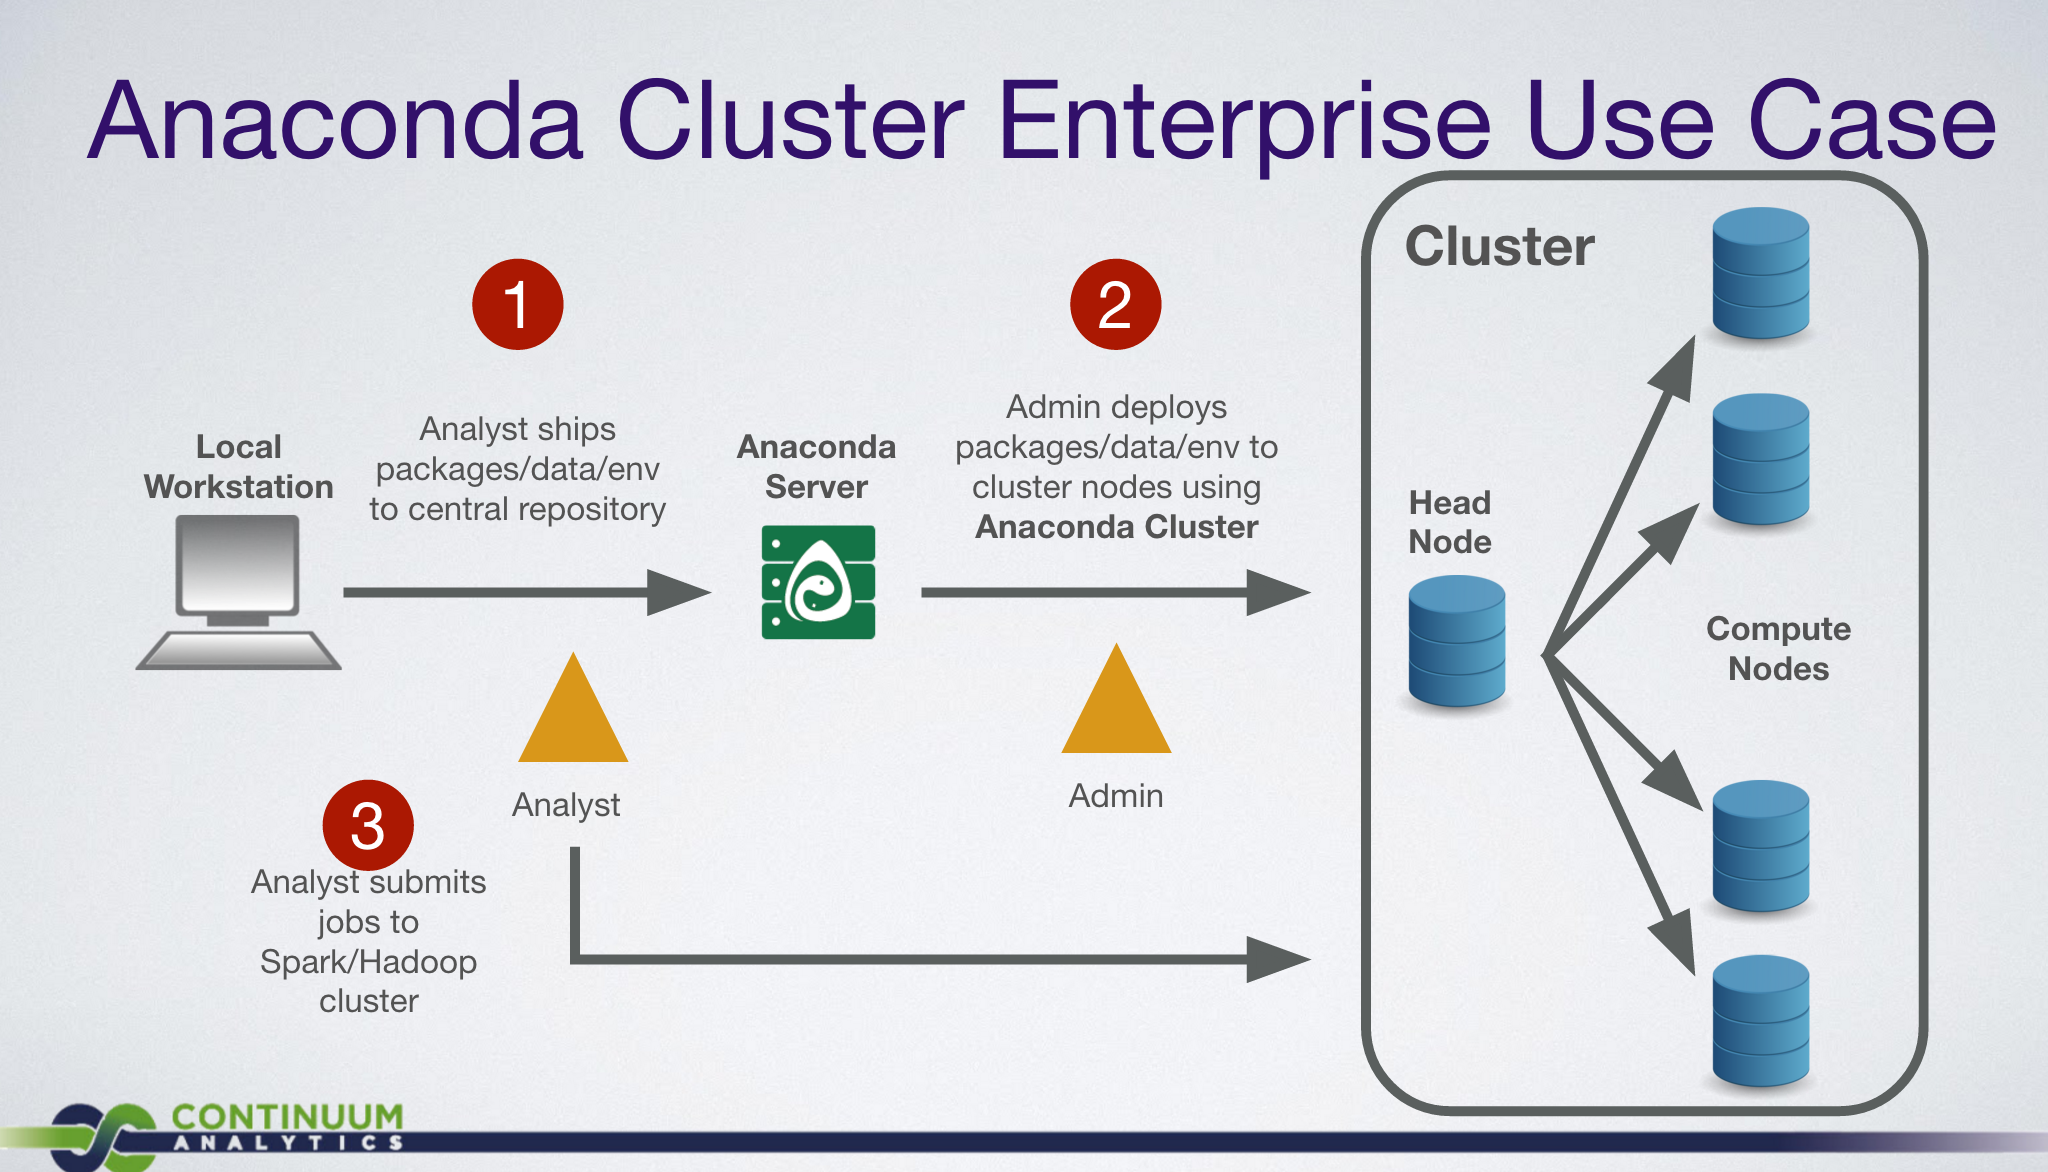 Anaconda Cluster Enterprise Use Case
1
Analyst ships
packages/data/env
to central repository
2
Admin deploys
packages/data/env to
cluster nodes using
Anaconda Cluster
Local
Workstation
Anaconda
Server
Cluster
Head
Node
Compute
Nodes
Analyst
Admin
3
Analyst submits
jobs to
Spark/Hadoop
cluster
CONTINUUM
ANALYTICS